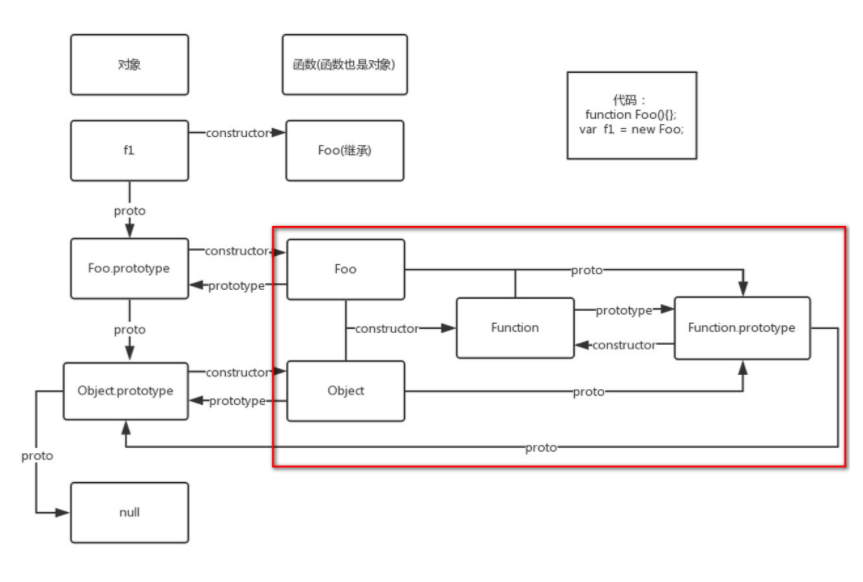 对象
函数(函数也是对象)
代码：
function Foo(){};
var f1 = new Foo;
f1
constructor
Foo(继承)
proto
Foo.prototype
constructor
prototype
Foo
proto
constructor
Function
prototype
constructor
Function.prototype
proto
Object.prototype
constructor
prototype
Object
proto
proto
proto
null